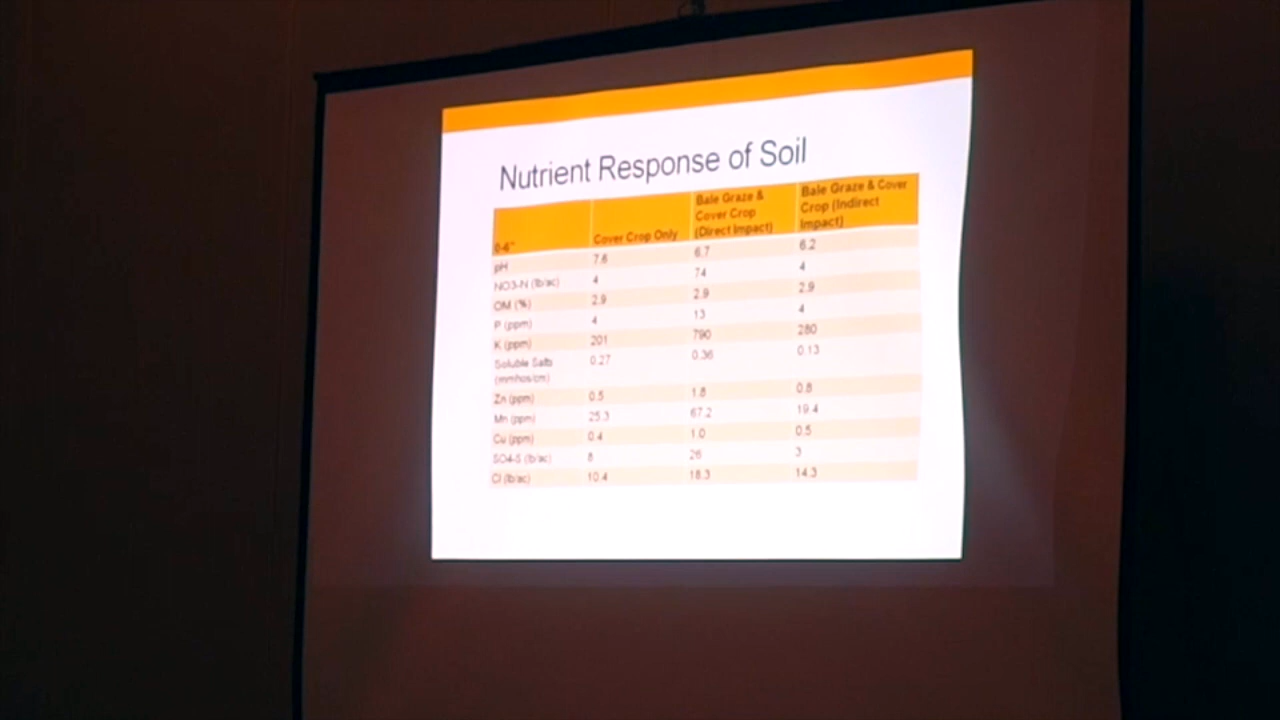 Nutrient Response of Soil
0-6" Cover Crop Only Bale Graze & Cover Crop (Direct Impact) Bale Graze & Cover Crop (Indirect Impact)
pH 7.6 6.7 6.2
NO3-N (lb/ac) 4 74 4
OM (%) 2.9 2.9 2.9
P (ppm) 4 13 4
K (ppm) 201 790 280
Soluble Salts (mmhos/cm) 0.27 0.36 0.13
Zn (ppm) 0.5 1.8 0.8
Mn (ppm) 25.3 67.2 19.4
Cu (ppm) 0.4 1.0 0.5
SO4-S (lb/ac) 8 26 3
Cl (lb/ac) 10.4 18.3 14.3